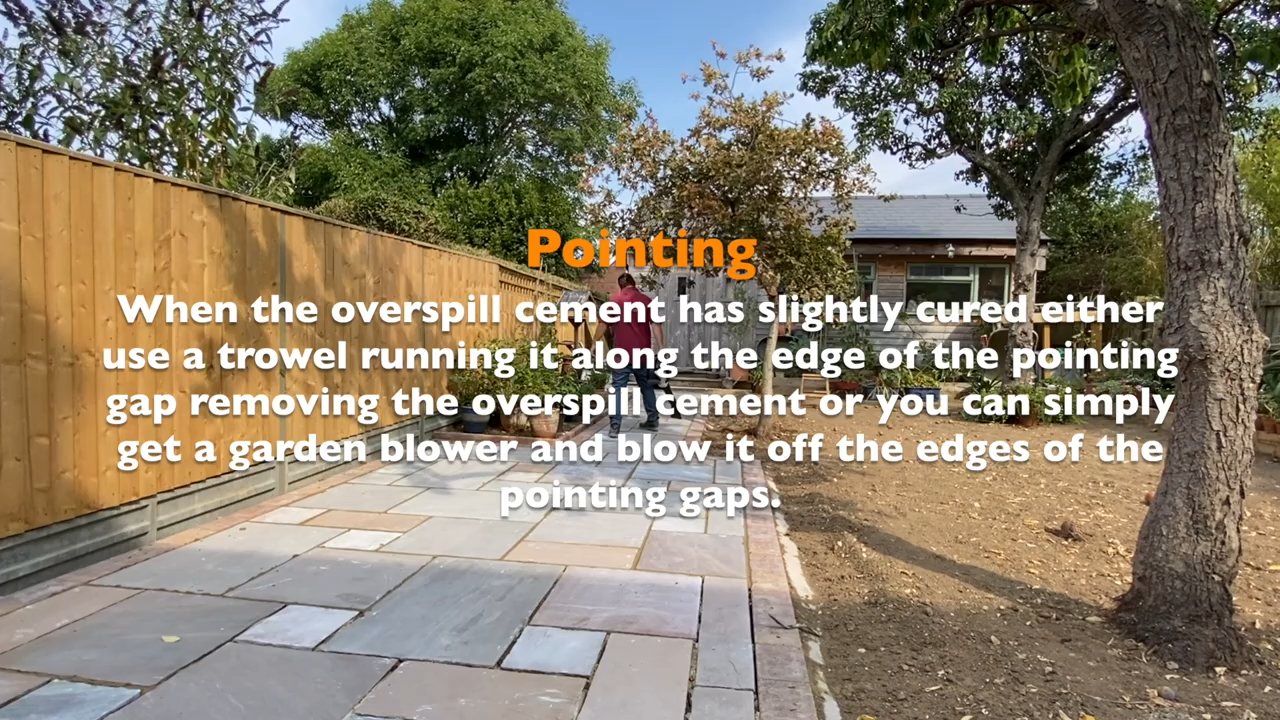 Pointing
When the overspill cement has slightly cured either
use a trowel running it along the edge of the pointing
gap removing the overspill cement or you can simply
get a garden blower and blow it off the edges of the
pointing gaps.